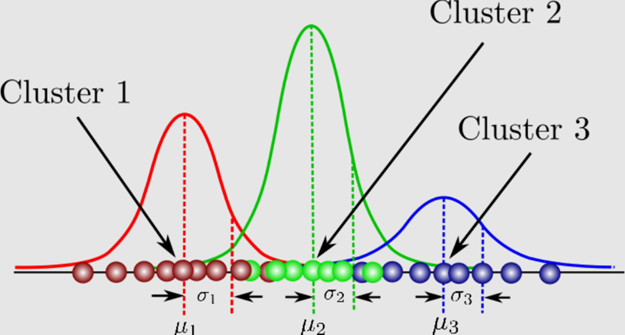 Cluster 2
Cluster 1
Cluster 3
σ₁ σ₂ σ₃
μ₁ μ₂ μ₃